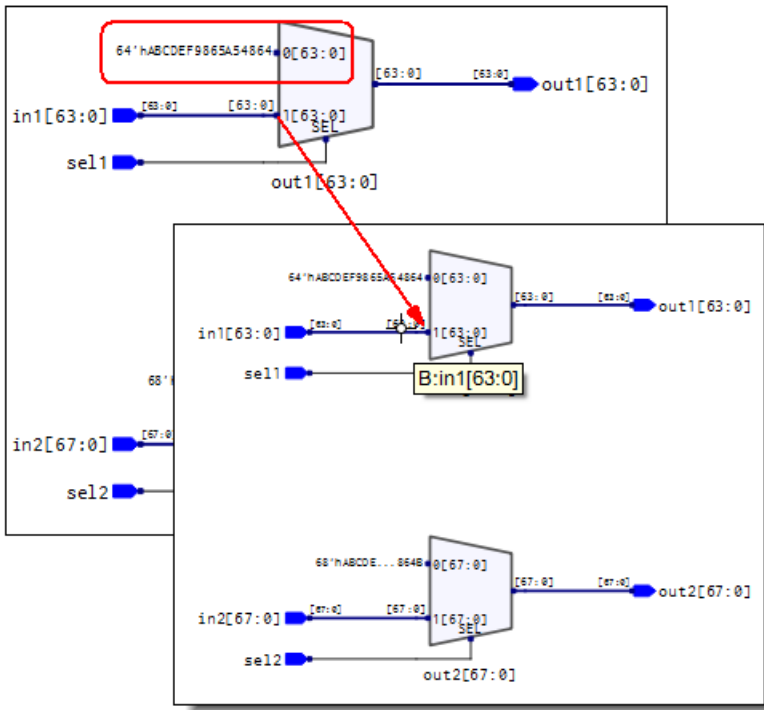 64'hABCDEF9865A54864 0[63:0]
[63:0] [63:0] out1[63:0]
in1[63:0] [63:0] [63:0] 1[63:0]
SEL
sel1
out1[63:0]
68'h
in2[67:0] [67:0]
sel2
64'hABCDEF9865A54864 0[63:0]
[63:0] [63:0] out1[63:0]
in1[63:0] [63:0] 1[63:0]
SEL
sel1
B:in1[63:0]
68'hABCDE...864B 0[67:0]
[67:0] [67:0] out2[67:0]
in2[67:0] [67:0] [67:0] 1[67:0]
SEL
sel2
out2[67:0]